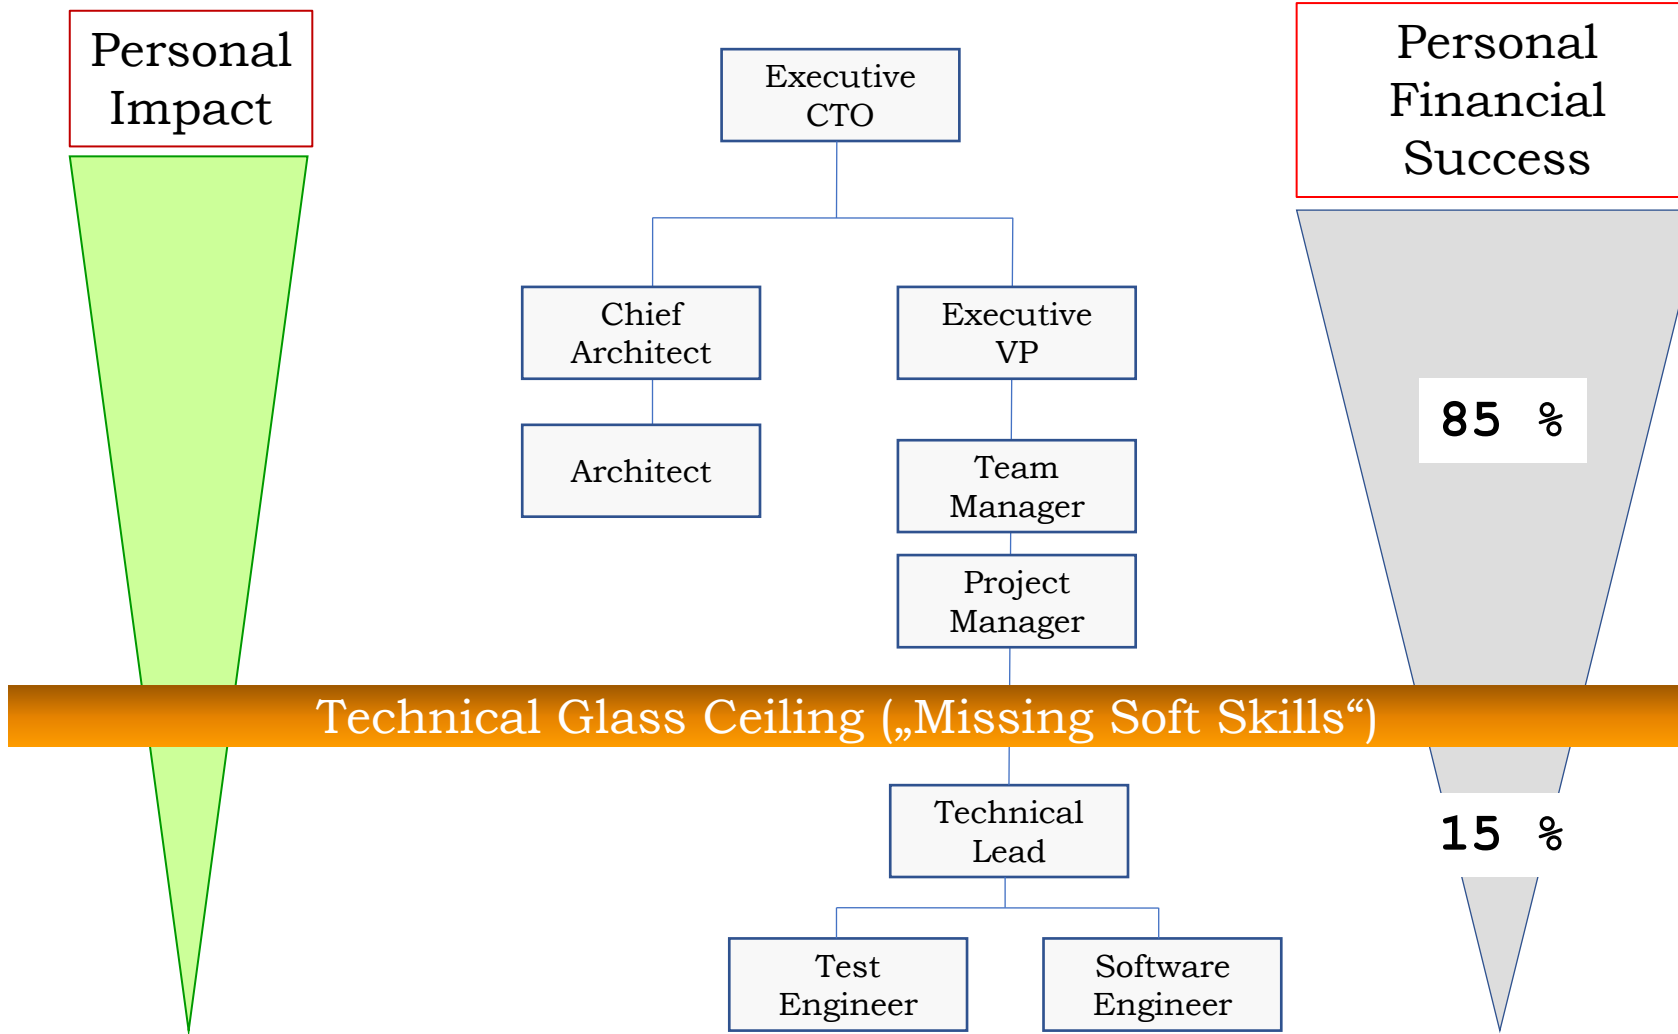 Personal
Impact
Executive
CTO
Personal
Financial
Success
Chief
Architect
Executive
VP
85 %
Architect
Team
Manager
Project
Manager
Technical Glass Ceiling („Missing Soft Skills“)
Technical
Lead
15 %
Test
Engineer
Software
Engineer